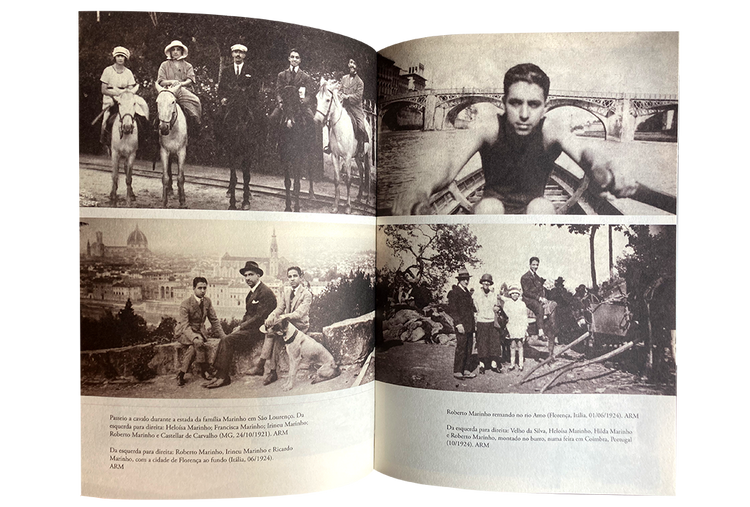 Passeio a cavalo durante a estada da família Marinho em São Lourenço. Da
esquerda para direita: Heloísa Marinho; Francisca Marinho; Irineu Marinho;
Roberto Marinho e Castellar de Carvalho (MG, 24/10/1921). ARM
Da esquerda para direita: Roberto Marinho, Irineu Marinho e Ricardo
Marinho, com a cidade de Florença ao fundo (Itália, 06/1924).
ARM
Roberto Marinho remando no rio Arno (Florença, Itália, 01/06/1924). ARM
Da esquerda para direita: Velho da Silva, Heloísa Marinho, Hilda Marinho
e Roberto Marinho, montado no burro, numa feira em Coimbra, Portugal
(10/1924). ARM